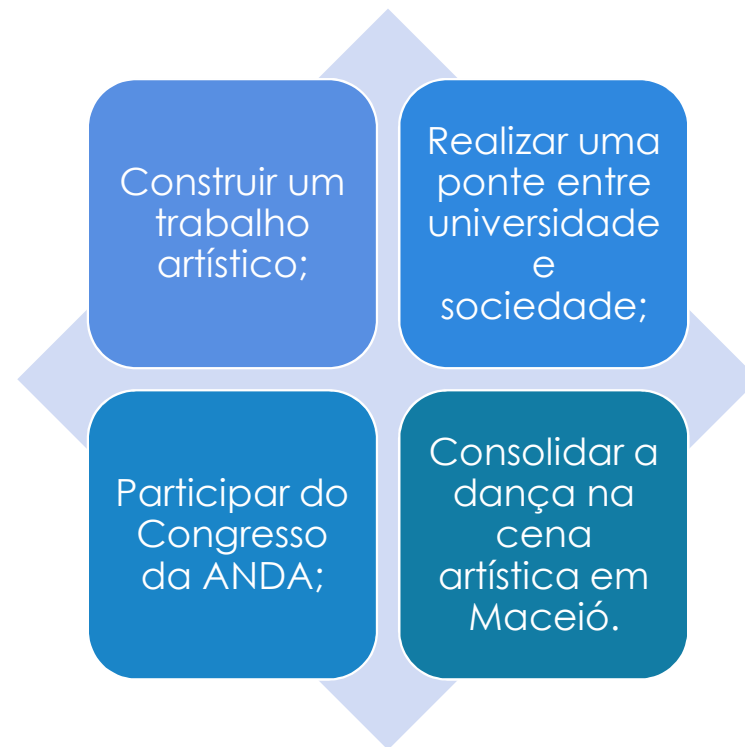 Construir um
trabalho
artístico;
Realizar uma
ponte entre
universidade
e
sociedade;
Participar do
Congresso
da ANDA;
Consolidar a
dança na
cena
artística em
Maceió.